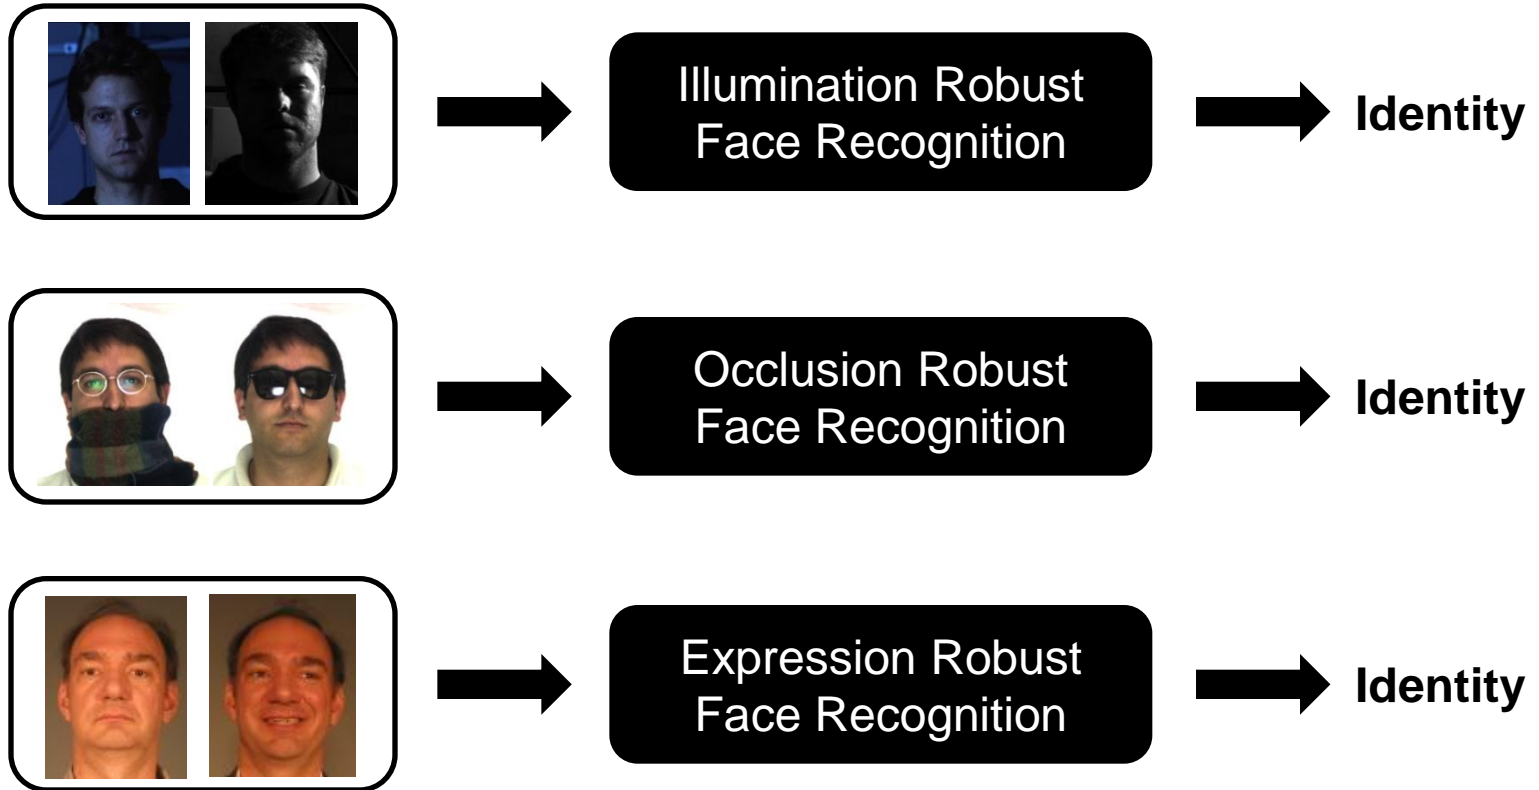 Illumination Robust
Face Recognition
Identity
Occlusion Robust
Face Recognition
Identity
Expression Robust
Face Recognition
Identity